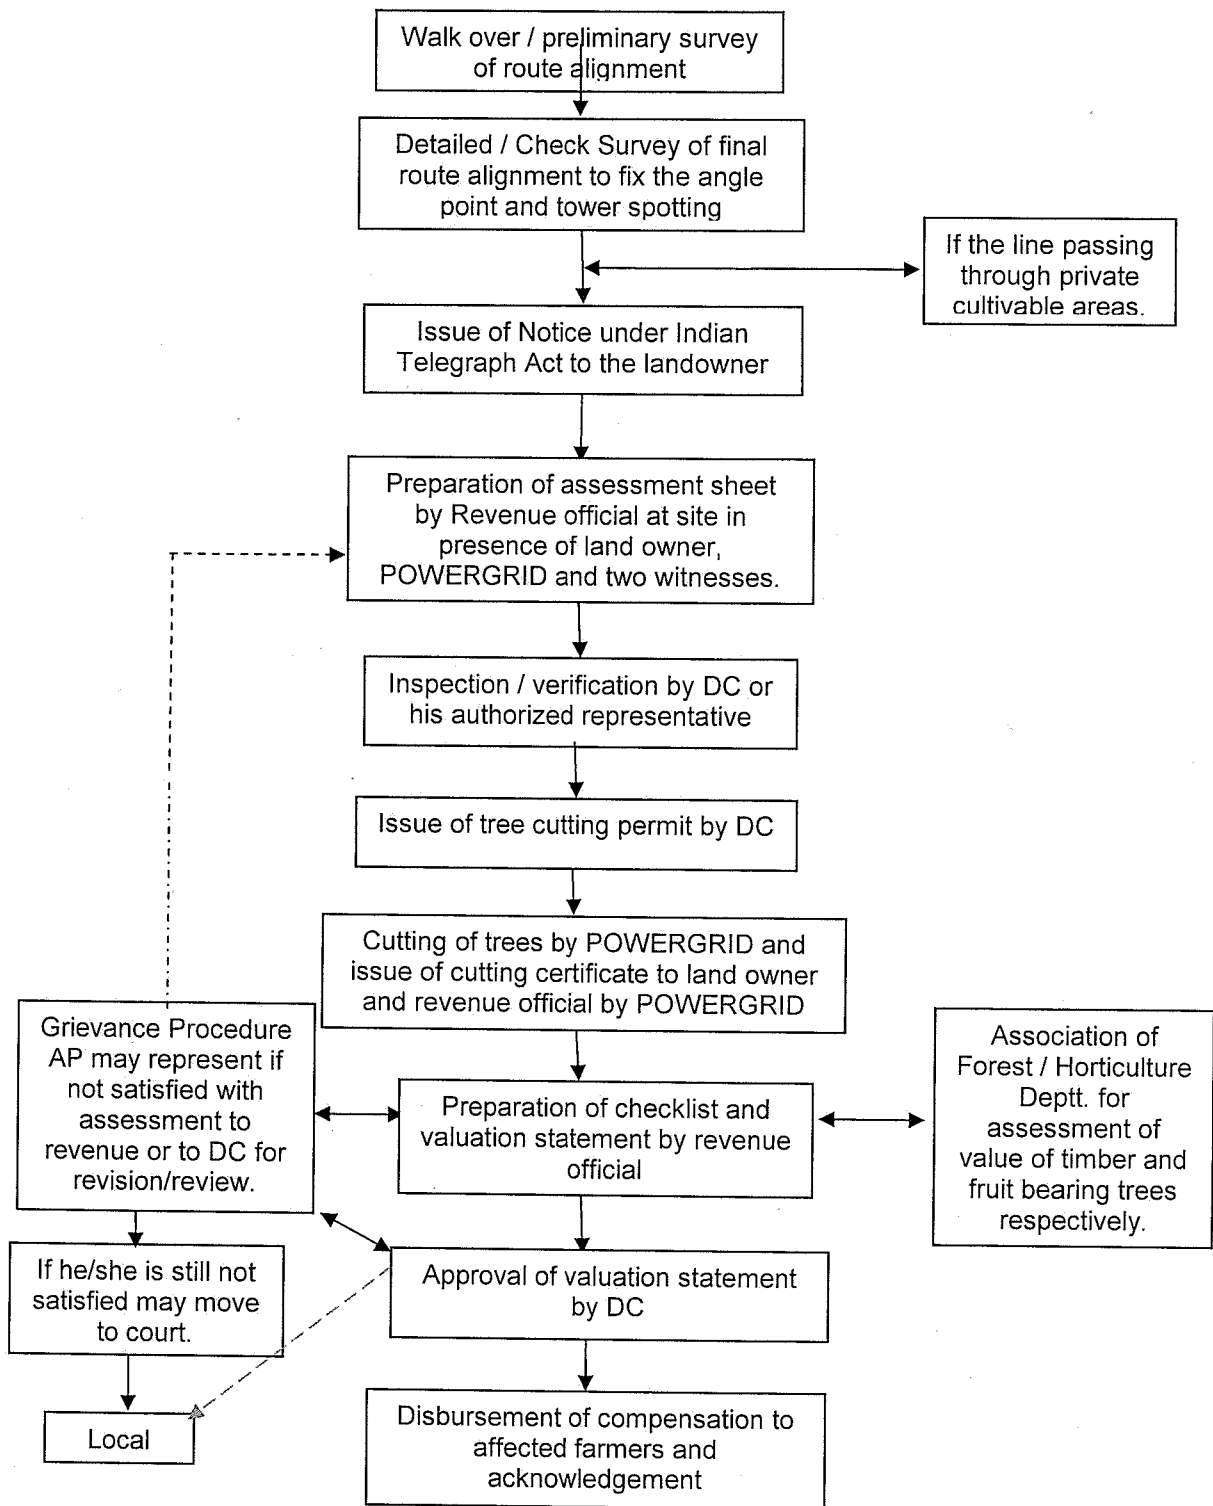 Walk over / preliminary survey
of route alignment
Detailed / Check Survey of final
route alignment to fix the angle
point and tower spotting
If the line passing
through private
cultivable areas.
Issue of Notice under Indian
Telegraph Act to the landowner
Preparation of assessment sheet
by Revenue official at site in
presence of land owner,
POWERGRID and two witnesses.
Inspection / verification by DC or
his authorized representative
Issue of tree cutting permit by DC
Cutting of trees by POWERGRID and
issue of cutting certificate to land owner
and revenue official by POWERGRID
Grievance Procedure
AP may represent if
not satisfied with
assessment to
revenue or to DC for
revision/review.
Preparation of checklist and
valuation statement by revenue
official
Association of
Forest / Horticulture
Deptt. for
assessment of
value of timber and
fruit bearing trees
respectively.
If he/she is still not
satisfied may move
to court.
Approval of valuation statement
by DC
Local
Disbursement of compensation to
affected farmers and
acknowledgement